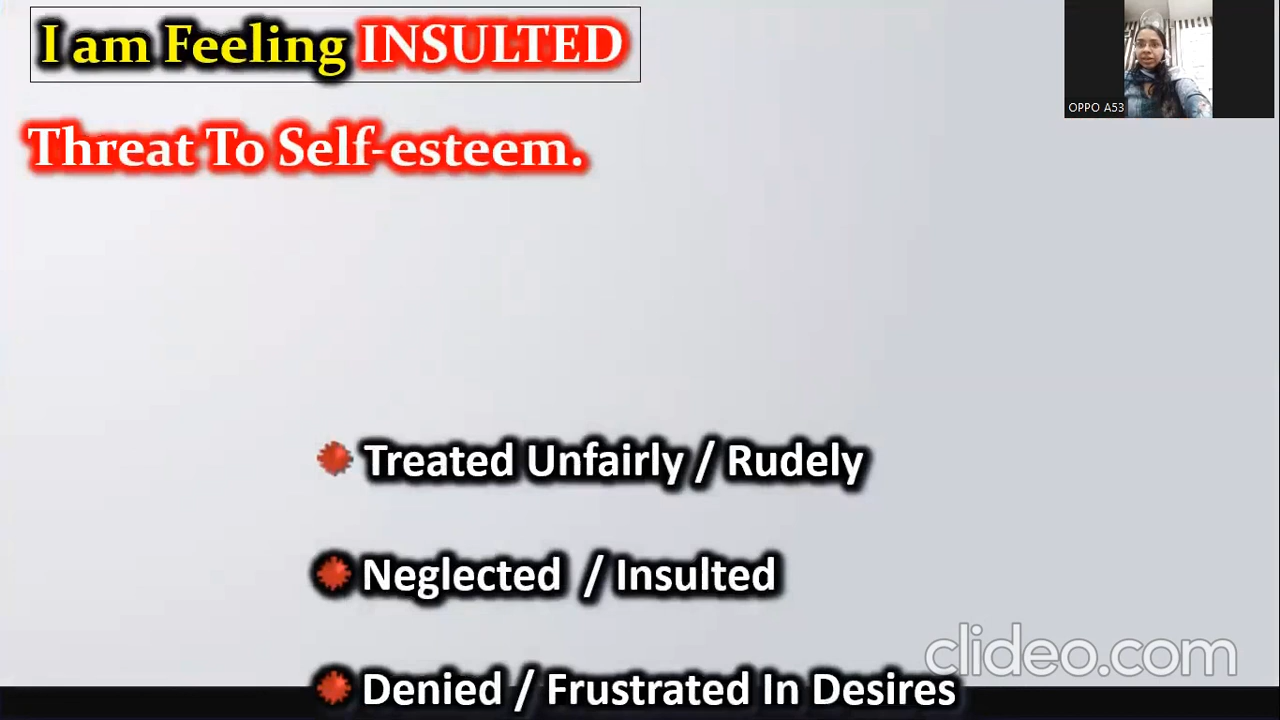 I am Feeling INSULTED
OPPO A53
Threat To Self-esteem.
Treated Unfairly / Rudely
Neglected / Insulted
clideo.com
Denied / Frustrated In Desires